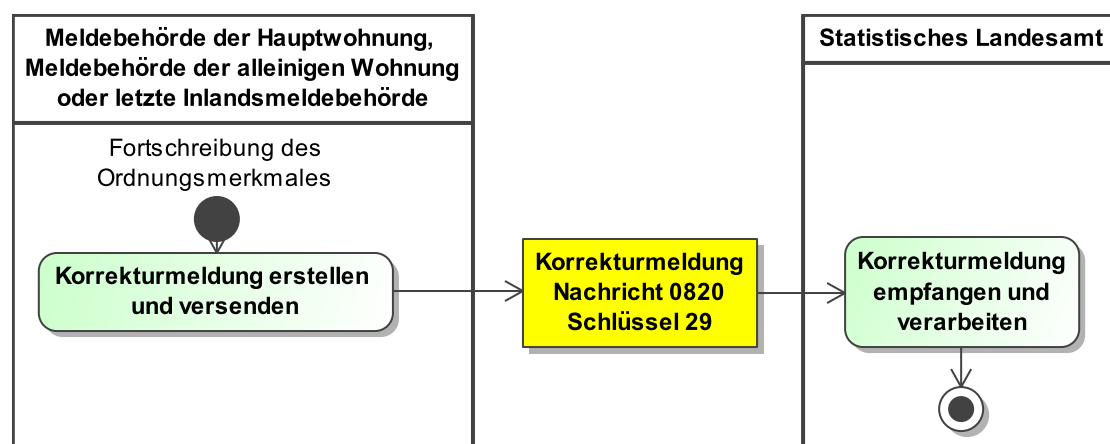 Meldebehörde der Hauptwohnung,
Meldebehörde der alleinigen Wohnung
oder letzte Inlandsmeldebehörde
Statistisches Landesamt
Fortschreibung des
Ordnungsmerkmales
Korrekturmeldung erstellen
und versenden
Korrekturmeldung
Nachricht 0820
Schlüssel 29
Korrekturmeldung
empfangen und
verarbeiten